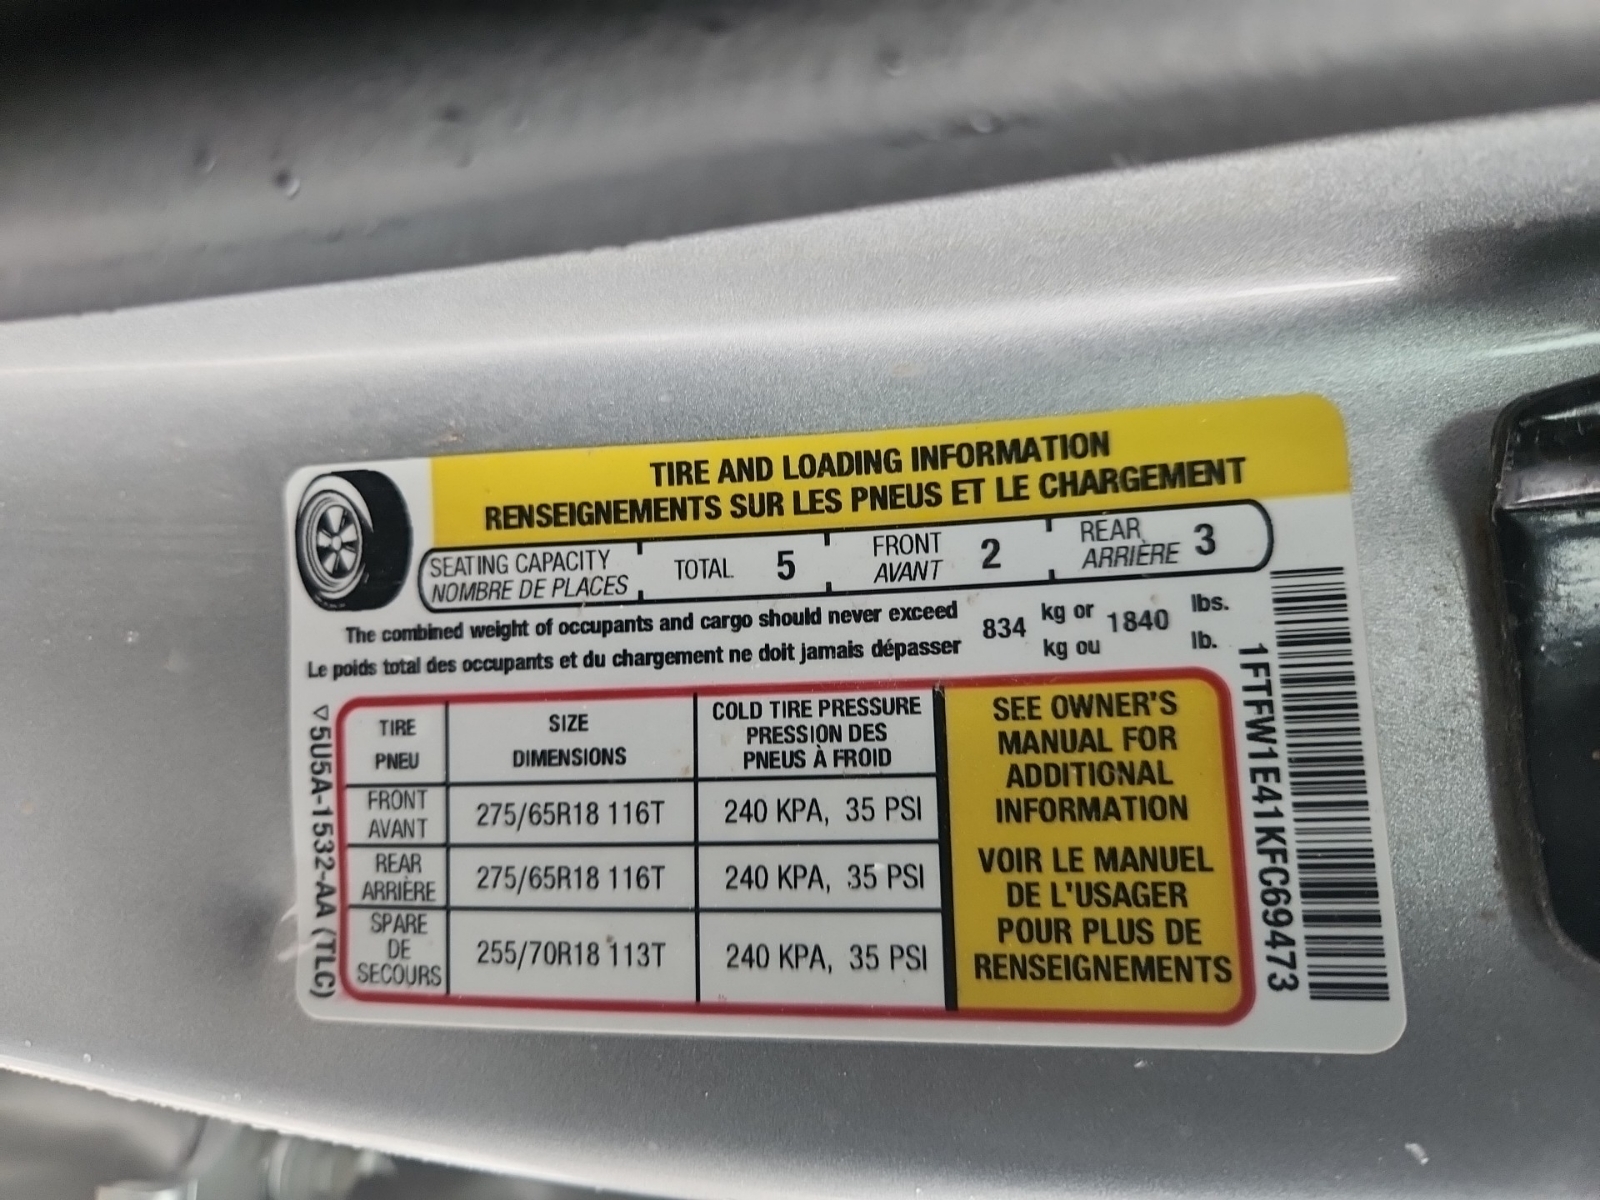 TIRE AND LOADING INFORMATION
RENSEIGNEMENTS SUR LES PNEUS ET LE CHARGEMENT
SEATING CAPACITY
NOMBRE DE PLACES
TOTAL 5
FRONT
AVANT
2
REAR
ARRIÈRE
3
The combined weight of occupants and cargo should never exceed
Le poids total des occupants et du chargement ne doit jamais dépasser
834
kg or
kg ou
1840
lbs.
lb.
TIRE
PNEU
SIZE
DIMENSIONS
COLD TIRE PRESSURE
PRESSION DES
PNEUS À FROID
FRONT
AVANT
275/65R18 116T
240 KPA, 35 PSI
REAR
ARRIÈRE
275/65R18 116T
240 KPA, 35 PSI
SPARE
DE
SECOURS
255/70R18 113T
240 KPA, 35 PSI
SEE OWNER'S
MANUAL FOR
ADDITIONAL
INFORMATION
VOIR LE MANUEL
DE L'USAGER
POUR PLUS DE
RENSEIGNEMENTS
▽5U5A-1532-AA (TLC)
1FTFW1E41KFC69473